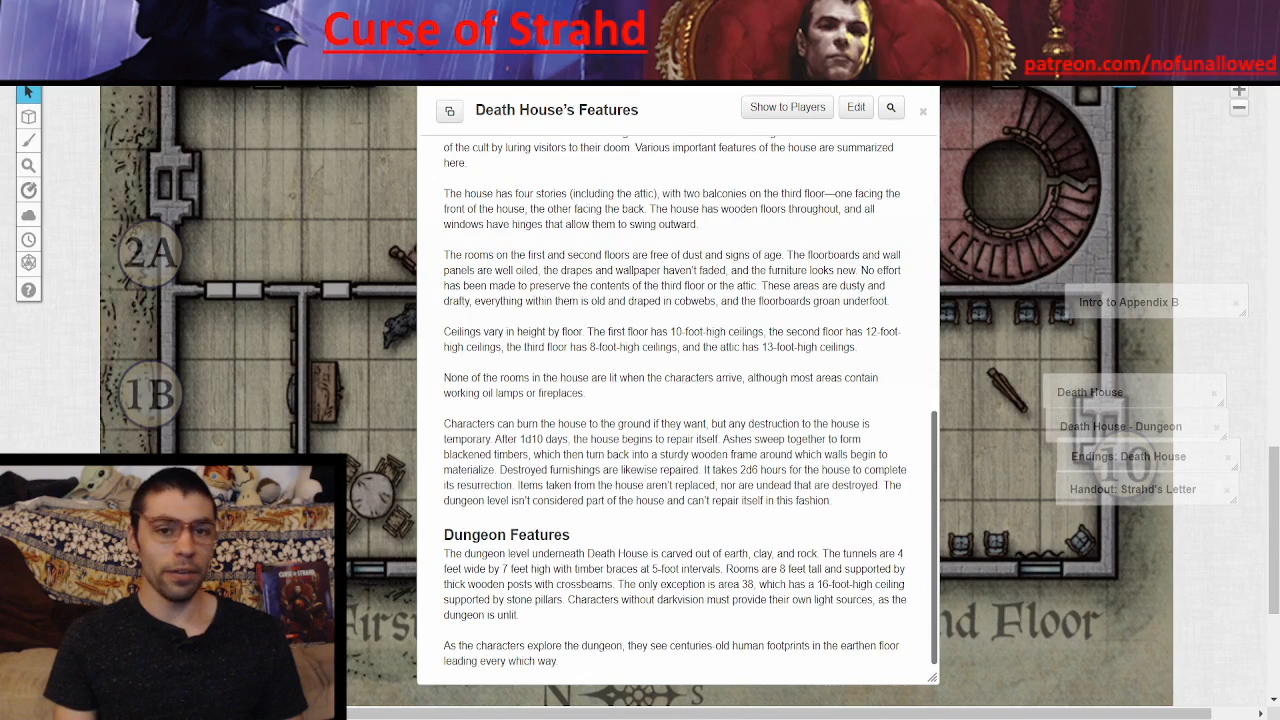 Curse of Strahd
patreon.com/nofunallowed
Death House's Features
Show to Players
Edit
of the cult by luring visitors to their doom. Various important features of the house are summarized
here.
The house has four stories (including the attic), with two balconies on the third floor—one facing the
front of the house, the other facing the back. The house has wooden floors throughout, and all
windows have hinges that allow them to swing outward.
The rooms on the first and second floors are free of dust and signs of age. The floorboards and wall
panels are well oiled, the drapes and wallpaper haven't faded, and the furniture looks new. No effort
has been made to preserve the contents of the third floor or the attic. These areas are dusty and
drafty, everything within them is old and draped in cobwebs, and the floorboards groan underfoot.
Ceilings vary in height by floor. The first floor has 10-foot-high ceilings, the second floor has 12-foot-
high ceilings, the third floor has 8-foot-high ceilings, and the attic has 13-foot-high ceilings.
None of the rooms in the house are lit when the characters arrive, although most areas contain
working oil lamps or fireplaces.
Characters can burn the house to the ground if they want, but any destruction to the house is
temporary. After 1d10 days, the house begins to repair itself. Ashes sweep together to form
blackened timbers, which then turn back into a sturdy wooden frame around which walls begin to
materialize. Destroyed furnishings are likewise repaired. It takes 2d6 hours for the house to complete
its resurrection. Items taken from the house aren't replaced, nor are undead that are destroyed. The
dungeon level isn't considered part of the house and can't repair itself in this fashion.
Dungeon Features
The dungeon level underneath Death House is carved out of earth, clay, and rock. The tunnels are 4
feet wide by 7 feet high with timber braces at 5-foot intervals. Rooms are 8 feet tall and supported by
thick wooden posts with crossbeams. The only exception is area 38, which has a 16-foot-high ceiling
supported by stone pillars. Characters without darkvision must provide their own light sources, as the
dungeon is unlit.
As the characters explore the dungeon, they see centuries-old human footprints in the earthen floor
leading every which way.
2A
1B
Intro to Appendix B
Death House
Death House - Dungeon
Endings: Death House
Handout: Strahd's Letter
CURSE OF STRAHD
Firs
nd Floor
N
S